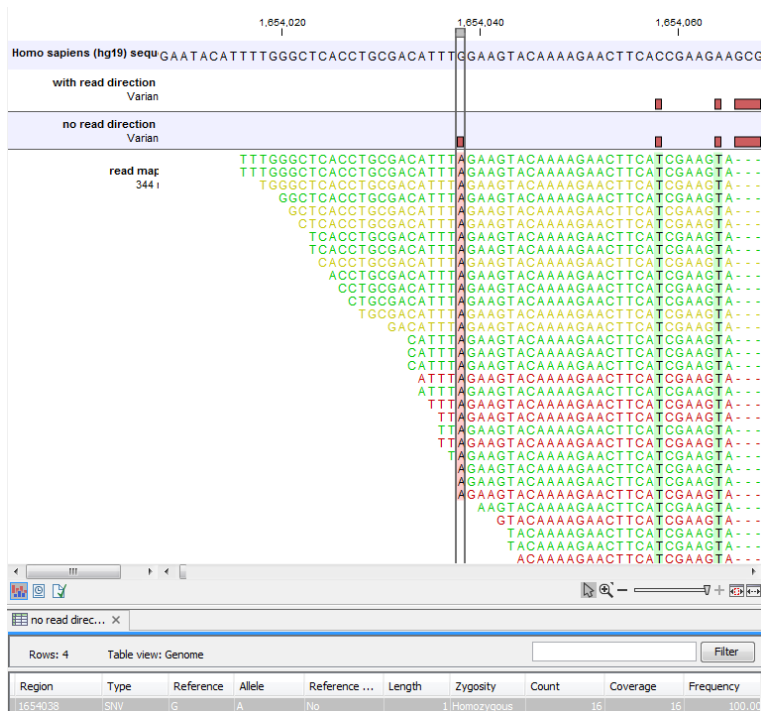 1,654,020 1,654,040 1,654,060
Homo sapiens (hg19) sequ GAATACATTTTGGGCTCACCTGCGACATTTGGAAGTACAAAAGAACTTCACCGAAGAAGCG
with read direction
Varian
no read direction
Varian
read map
344 r
TTTGGGCTCACCTGCGACATTTAGAAGTACAAAAGAACTTCATCGAAGTA---
TTTGGGCTCACCTGCGACATTTAGAAGTACAAAAGAACTTCATCGAAGTA---
TGGGCTCACCTGCGACATTTAGAAGTACAAAAGAACTTCATCGAAGTA---
GGCTCACCTGCGACATTTAGAAGTACAAAAGAACTTCATCGAAGTA---
GCTCACCTGCGACATTTAGAAGTACAAAAGAACTTCATCGAAGTA---
CTCACCTGCGACATTTAGAAGTACAAAAGAACTTCATCGAAGTA---
TCACCTGCGACATTTAGAAGTACAAAAGAACTTCATCGAAGTA---
TCACCTGCGACATTTAGAAGTACAAAAGAACTTCATCGAAGTA---
CACCTGCGACATTTAGAAGTACAAAAGAACTTCATCGAAGTA---
ACCTGCGACATTTAGAAGTACAAAAGAACTTCATCGAAGTA---
CCTGCGACATTTAGAAGTACAAAAGAACTTCATCGAAGTA---
CTGCGACATTTAGAAGTACAAAAGAACTTCATCGAAGTA---
TGCGACATTTAGAAGTACAAAAGAACTTCATCGAAGTA---
GACATTTAGAAGTACAAAAGAACTTCATCGAAGTA---
CATTTAGAAGTACAAAAGAACTTCATCGAAGTA---
CATTTAGAAGTACAAAAGAACTTCATCGAAGTA---
CATTTAGAAGTACAAAAGAACTTCATCGAAGTA---
ATTTAGAAGTACAAAAGAACTTCATCGAAGTA---
ATTTAGAAGTACAAAAGAACTTCATCGAAGTA---
TTTAGAAGTACAAAAGAACTTCATCGAAGTA---
TTAGAAGTACAAAAGAACTTCATCGAAGTA---
TTAGAAGTACAAAAGAACTTCATCGAAGTA---
TTAGAAGTACAAAAGAACTTCATCGAAGTA---
TAGAAGTACAAAAGAACTTCATCGAAGTA---
AGAAGTACAAAAGAACTTCATCGAAGTA---
AGAAGTACAAAAGAACTTCATCGAAGTA---
AGAAGTACAAAAGAACTTCATCGAAGTA---
AAGTACAAAAGAACTTCATCGAAGTA---
GTACAAAAGAACTTCATCGAAGTA---
TACAAAAGAACTTCATCGAAGTA---
TACAAAAGAACTTCATCGAAGTA---
ACAAAAGAACTTCATCGAAGTA---
no read direc...
Rows: 4 Table view: Genome Filter
Region Type Reference Allele Reference ... Length Zygosity Count Coverage Frequency
1654038 SNV G A No 1 Homozygous 16 16 100.00